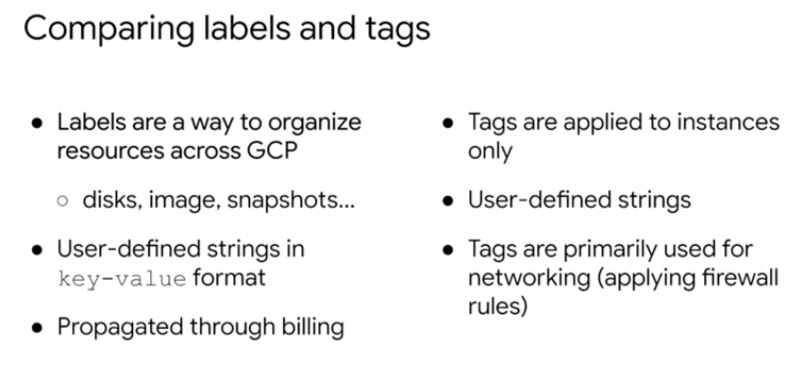 Comparing labels and tags
● Labels are a way to organize
resources across GCP
○ disks, image, snapshots...
● User-defined strings in
key-value format
● Propagated through billing
● Tags are applied to instances
only
● User-defined strings
● Tags are primarily used for
networking (applying firewall
rules)